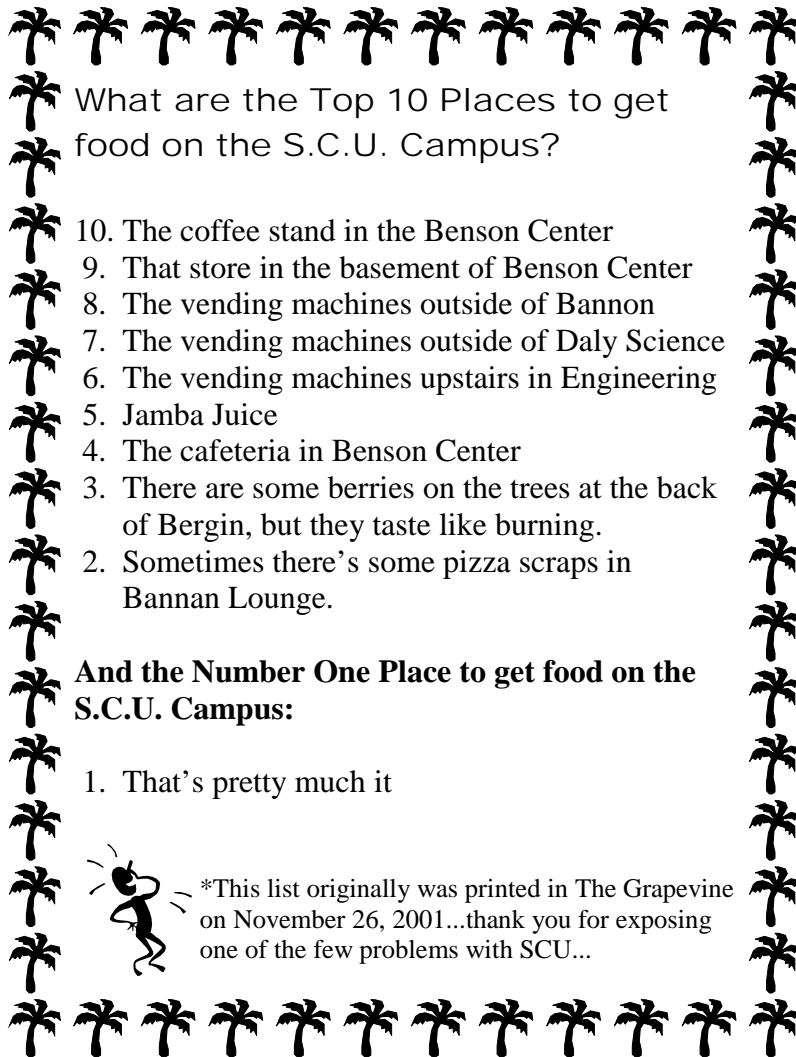 What are the Top 10 Places to get
food on the S.C.U. Campus?
10. The coffee stand in the Benson Center
9. That store in the basement of Benson Center
8. The vending machines outside of Bannon
7. The vending machines outside of Daly Science
6. The vending machines upstairs in Engineering
5. Jamba Juice
4. The cafeteria in Benson Center
3. There are some berries on the trees at the back
of Bergin, but they taste like burning.
2. Sometimes there’s some pizza scraps in
Bannan Lounge.
And the Number One Place to get food on the
S.C.U. Campus:
1. That’s pretty much it
*This list originally was printed in The Grapevine
on November 26, 2001...thank you for exposing
one of the few problems with SCU...